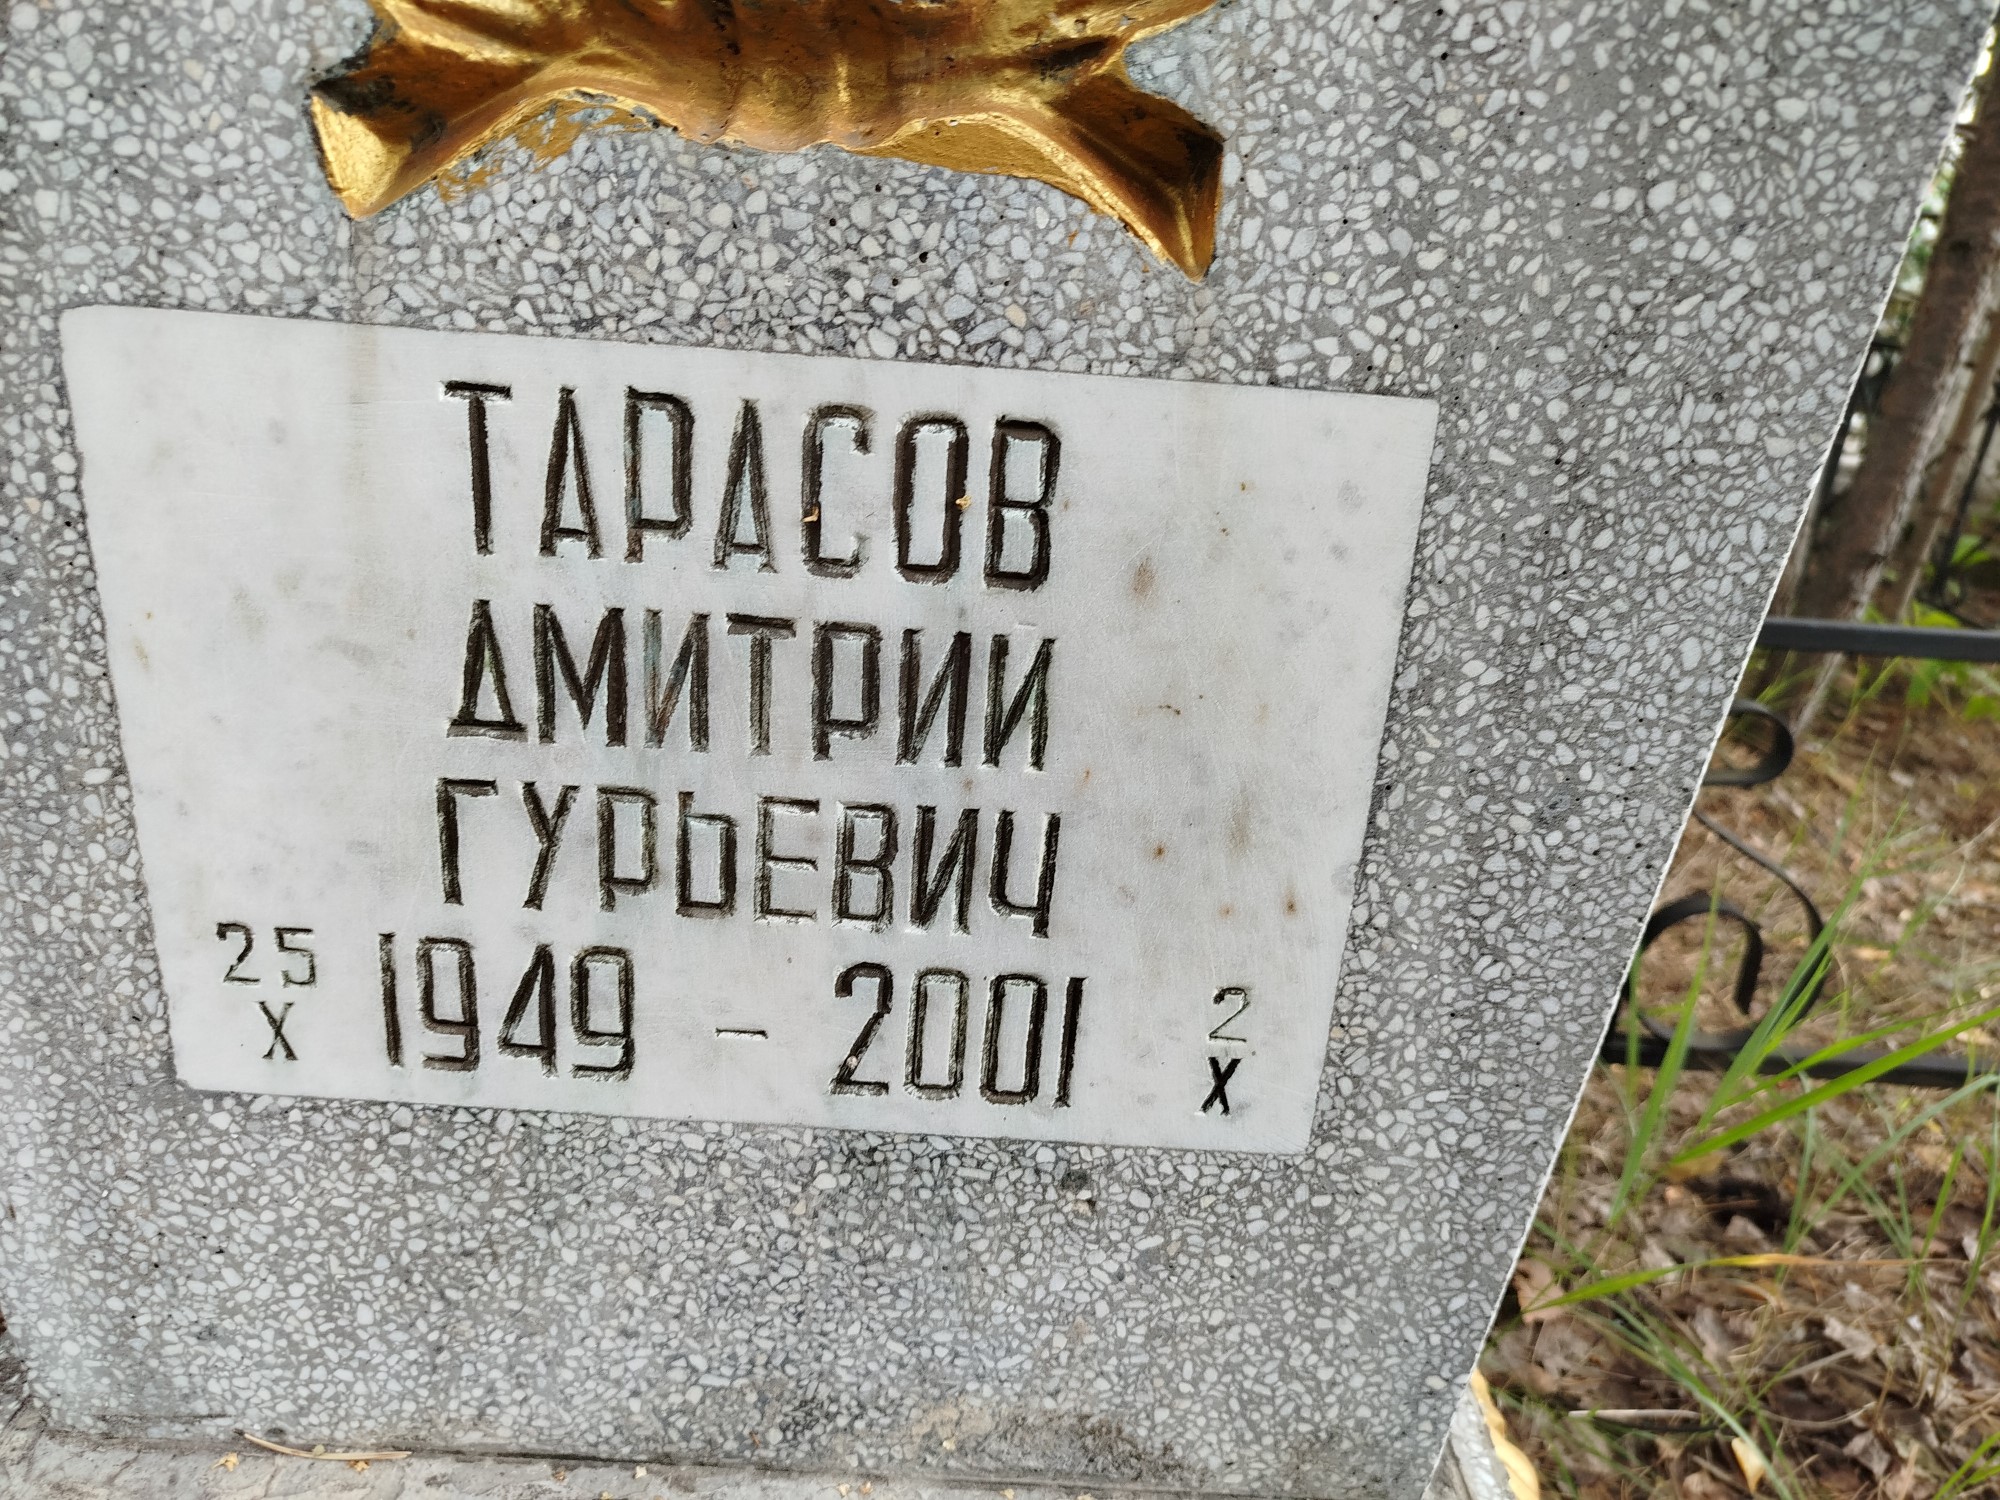 ТАРАСОВ
ДМИТРИЙ
ГУРЬЕВИЧ
25 X 1949 – 2001 2 X